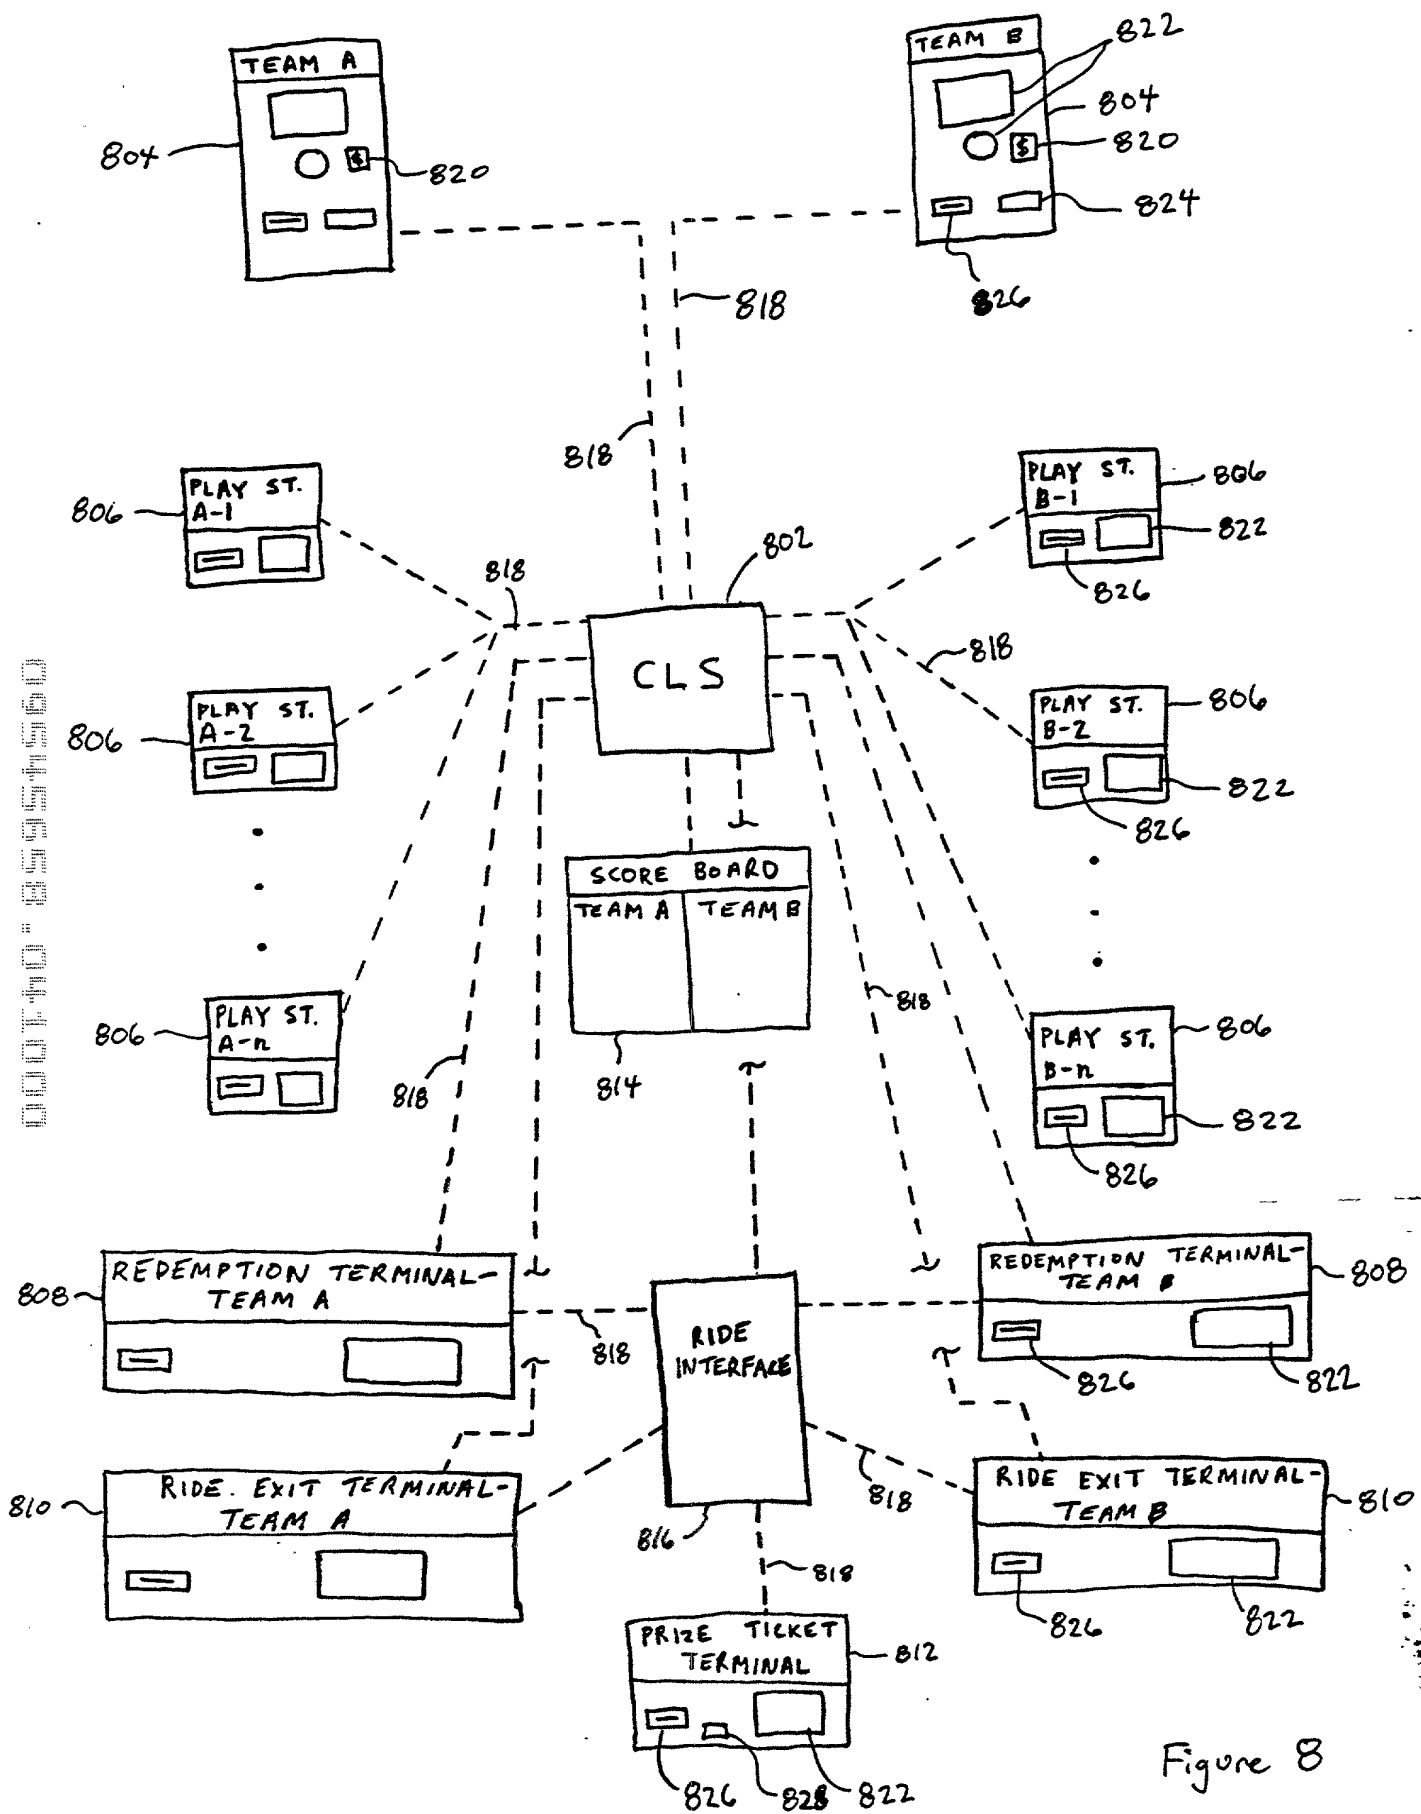 TEAM A
TEAM B
822
804
804
820
820
$
$
824
826
818
818
PLAY ST.
A-1
806
PLAY ST.
B-1
806
822
826
802
818
CLS
818
PLAY ST.
A-2
806
PLAY ST.
B-2
806
822
826
SCORE BOARD
TEAM A
TEAM B
814
818
PLAY ST.
A-n
806
818
PLAY ST.
B-n
806
822
826
REDEMPTION TERMINAL-
TEAM A
808
818
RIDE
INTERFACE
REDEMPTION TERMINAL-
TEAM B
808
826
822
RIDE. EXIT TERMINAL-
TEAM A
810
816
818
818
RIDE EXIT TERMINAL-
TEAM B
810
826
822
PRIZE TICKET
TERMINAL
812
826
828
822
Figure 8